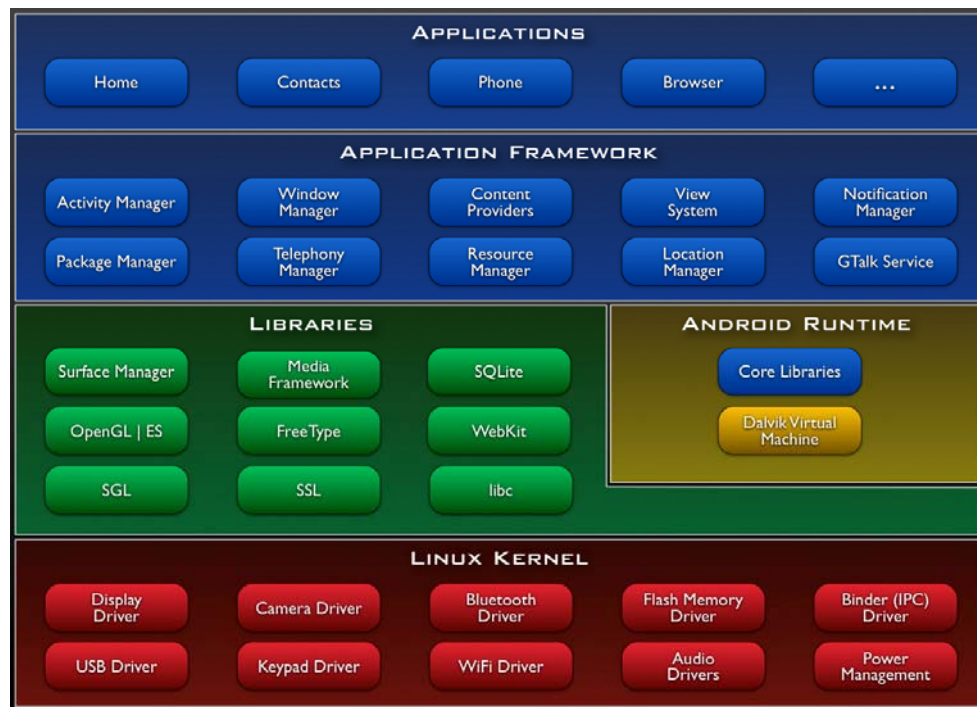 APPLICATIONS
Home
Contacts
Phone
Browser
...
APPLICATION FRAMEWORK
Activity Manager
Window
Manager
Content
Providers
View
System
Notification
Manager
Package Manager
Telephony
Manager
Resource
Manager
Location
Manager
GTalk Service
LIBRARIES
Surface Manager
Media
Framework
SQLite
OpenGL | ES
FreeType
WebKit
SGL
SSL
libc
ANDROID RUNTIME
Core Libraries
Dalvik Virtual
Machine
LINUX KERNEL
Display
Driver
Camera Driver
Bluetooth
Driver
Flash Memory
Driver
Binder (IPC)
Driver
USB Driver
Keypad Driver
WiFi Driver
Audio
Drivers
Power
Management